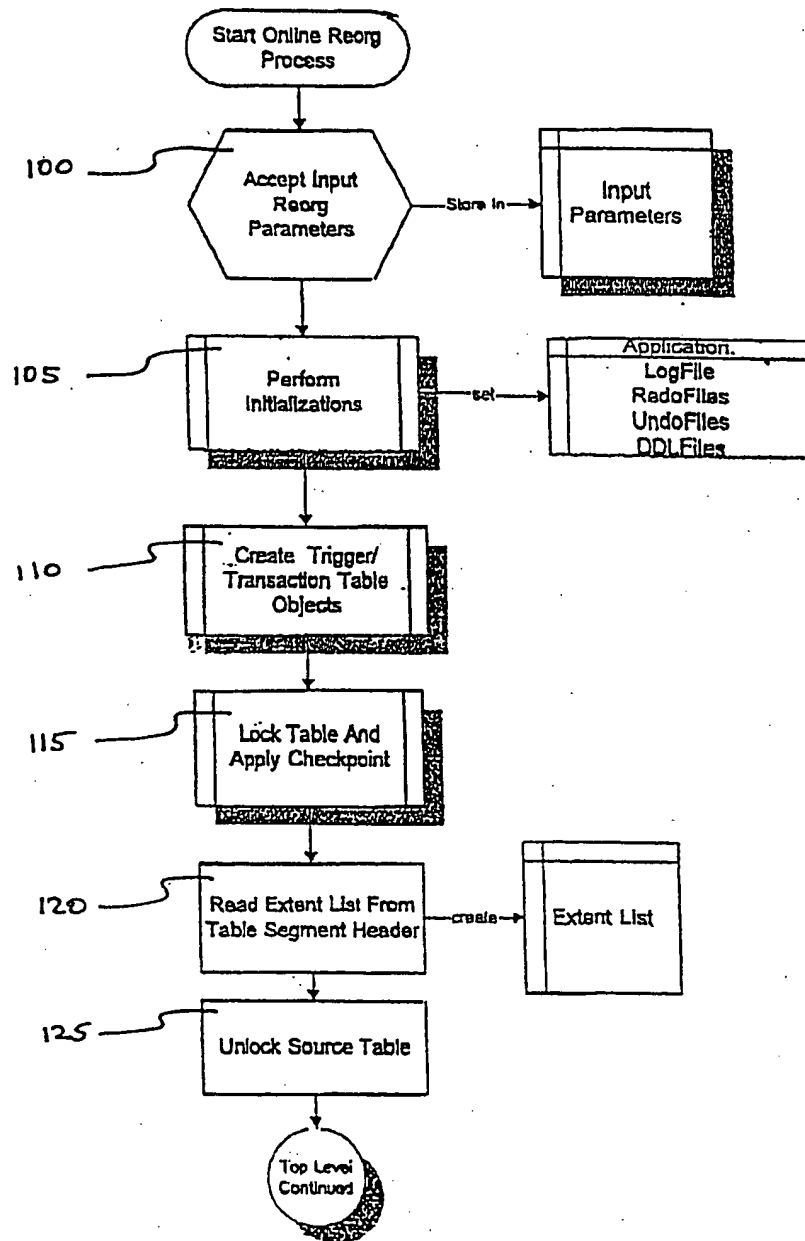 Start Online Reorg
Process
100
Accept Input
Reorg
Parameters
Store In
Input
Parameters
105
Perform
Initializations
set
Application.
LogFile
RedoFiles
UndoFiles
DDLFiles
110
Create Trigger/
Transaction Table
Objects
115
Lock Table And
Apply Checkpoint
120
Read Extent List From
Table Segment Header
create
Extent List
125
Unlock Source Table
Top Level
Continued